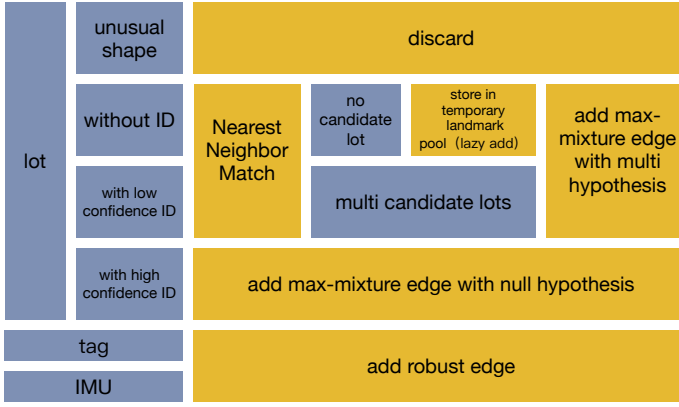 lot
unusual
shape
discard
without ID
Nearest
Neighbor
Match
no
candidate
lot
store in
temporary
landmark
pool（lazy add）
add max-
mixture edge
with multi
hypothesis
with low
confidence ID
multi candidate lots
with high
confidence ID
add max-mixture edge with null hypothesis
tag
IMU
add robust edge